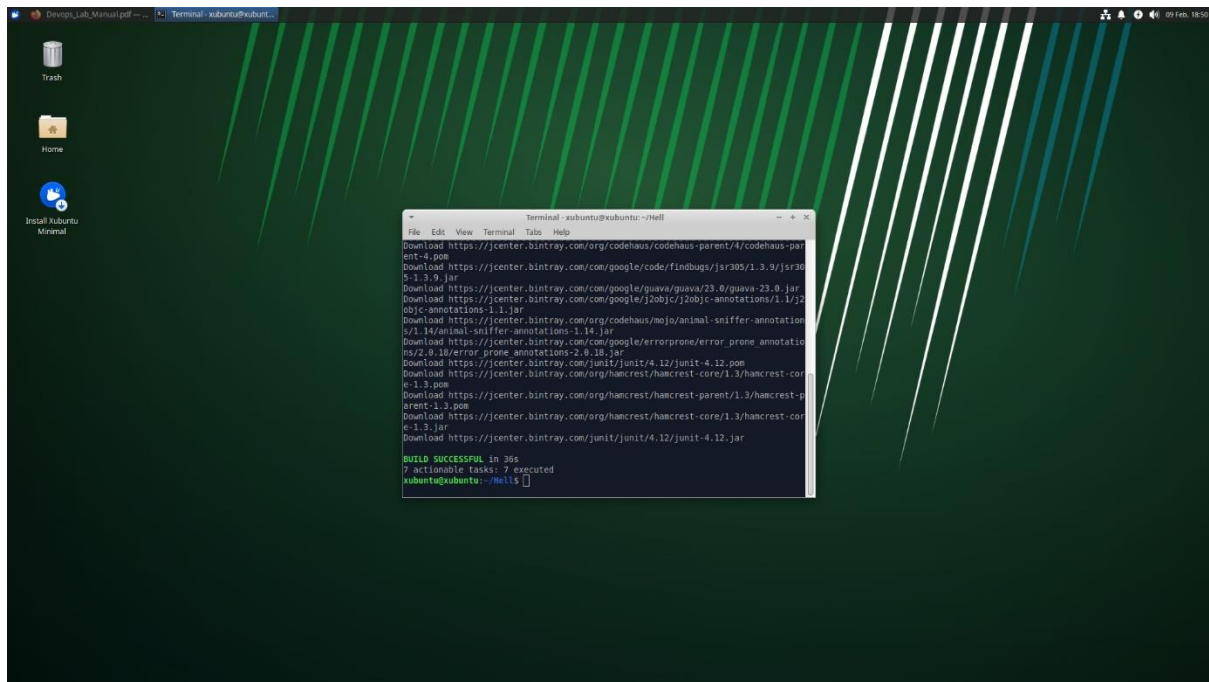 Devops_Lab_Manual.pdf — ...
Terminal - xubuntu@xubunt...
09 Feb, 18:50
Trash
Home
Install Xubuntu
Minimal
Terminal - xubuntu@xubuntu: ~/Hell
File Edit View Terminal Tabs Help
Download https://jcenter.bintray.com/org/codehaus/codehaus-parent/4/codehaus-par
ent-4.pom
Download https://jcenter.bintray.com/com/google/code/findbugs/jsr305/1.3.9/jsr30
5-1.3.9.jar
Download https://jcenter.bintray.com/com/google/guava/guava/23.0/guava-23.0.jar
Download https://jcenter.bintray.com/com/google/j2objc/j2objc-annotations/1.1/j2
objc-annotations-1.1.jar
Download https://jcenter.bintray.com/org/codehaus/mojo/animal-sniffer-annotation
s/1.14/animal-sniffer-annotations-1.14.jar
Download https://jcenter.bintray.com/com/google/errorprone/error_prone_annotatio
ns/2.0.18/error_prone_annotations-2.0.18.jar
Download https://jcenter.bintray.com/junit/junit/4.12/junit-4.12.pom
Download https://jcenter.bintray.com/org/hamcrest/hamcrest-core/1.3/hamcrest-cor
e-1.3.pom
Download https://jcenter.bintray.com/org/hamcrest/hamcrest-parent/1.3/hamcrest-p
arent-1.3.pom
Download https://jcenter.bintray.com/org/hamcrest/hamcrest-core/1.3/hamcrest-cor
e-1.3.jar
Download https://jcenter.bintray.com/junit/junit/4.12/junit-4.12.jar
BUILD SUCCESSFUL in 36s
7 actionable tasks: 7 executed
xubuntu@xubuntu:~/Hell$